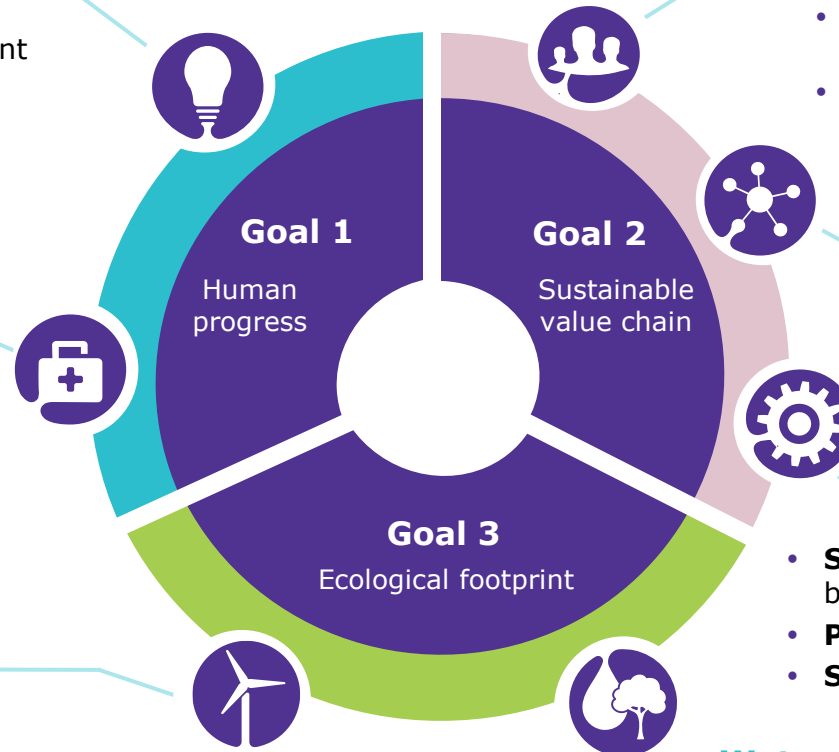 nt
Goal 1
Human
progress
Goal 2
Sustainable
value chain
Goal 3
Ecological footprint
S
b
P
S